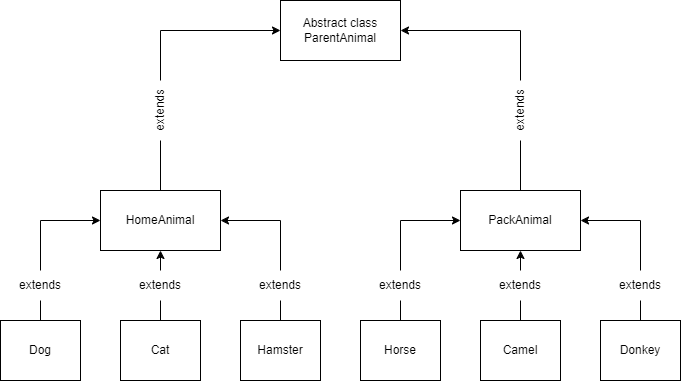 Abstract class
ParentAnimal
extends
extends
HomeAnimal
PackAnimal
extends
extends
extends
extends
extends
extends
Dog
Cat
Hamster
Horse
Camel
Donkey